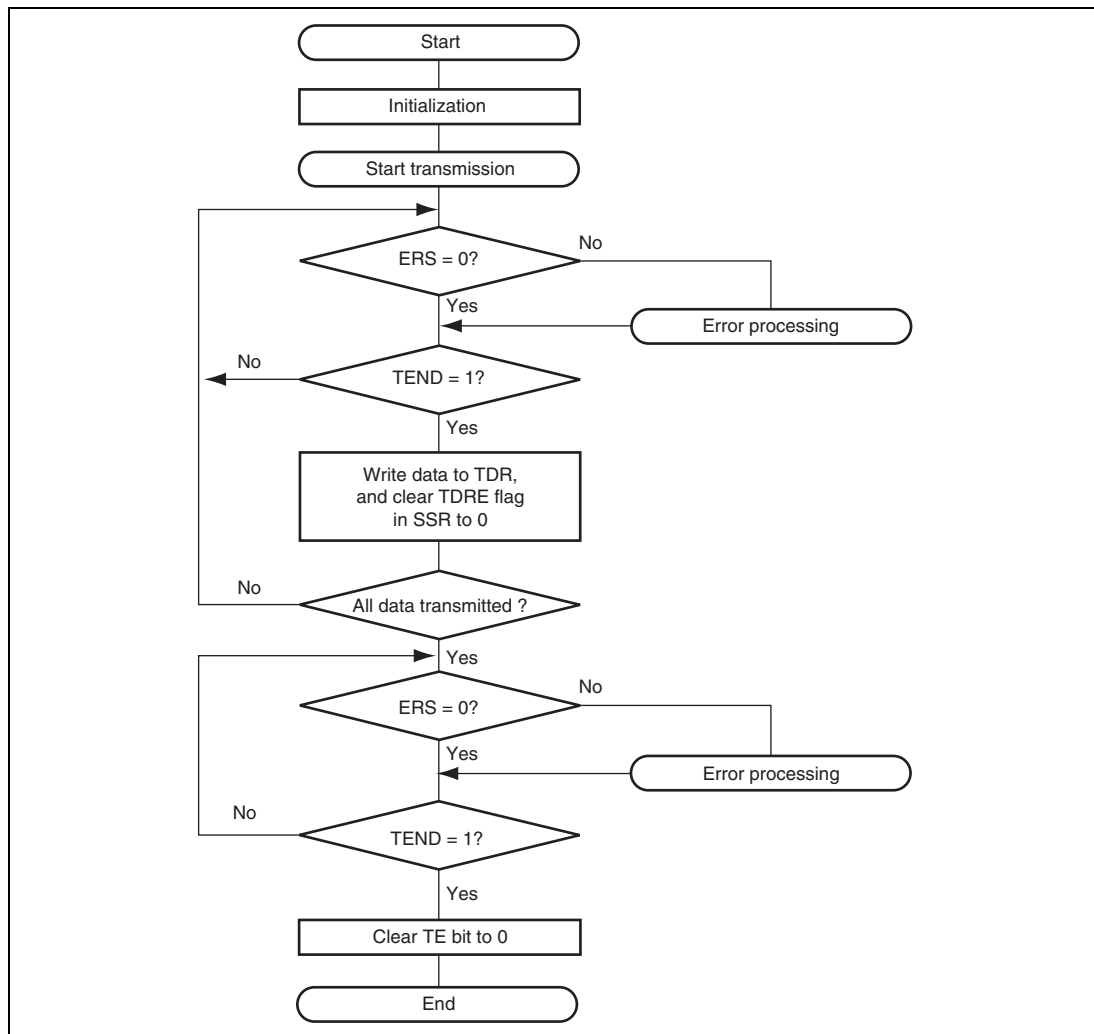 Start
Initialization
Start transmission
ERS = 0?
No
Yes
Error processing
No
TEND = 1?
Yes
Write data to TDR,
and clear TDRE flag
in SSR to 0
No
All data transmitted ?
Yes
ERS = 0?
No
Yes
Error processing
No
TEND = 1?
Yes
Clear TE bit to 0
End